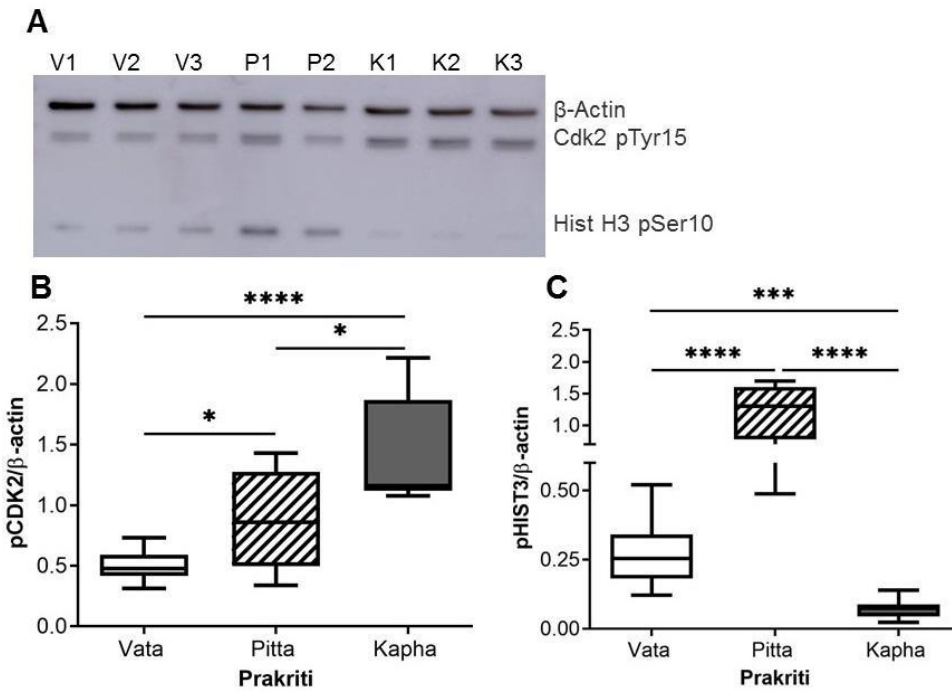 A
V1 V2 V3 P1 P2 K1 K2 K3
β-Actin
Cdk2 pTyr15
Hist H3 pSer10
B
****
*
*
2.5
2.0
1.5
1.0
0.5
0.0
pCDK2/β-actin
Vata Pitta Kapha
Prakriti
C
***
**** ****
2.5
2.0
1.5
1.0
0.50
0.25
0.00
pHIST3/β-actin
Vata Pitta Kapha
Prakriti